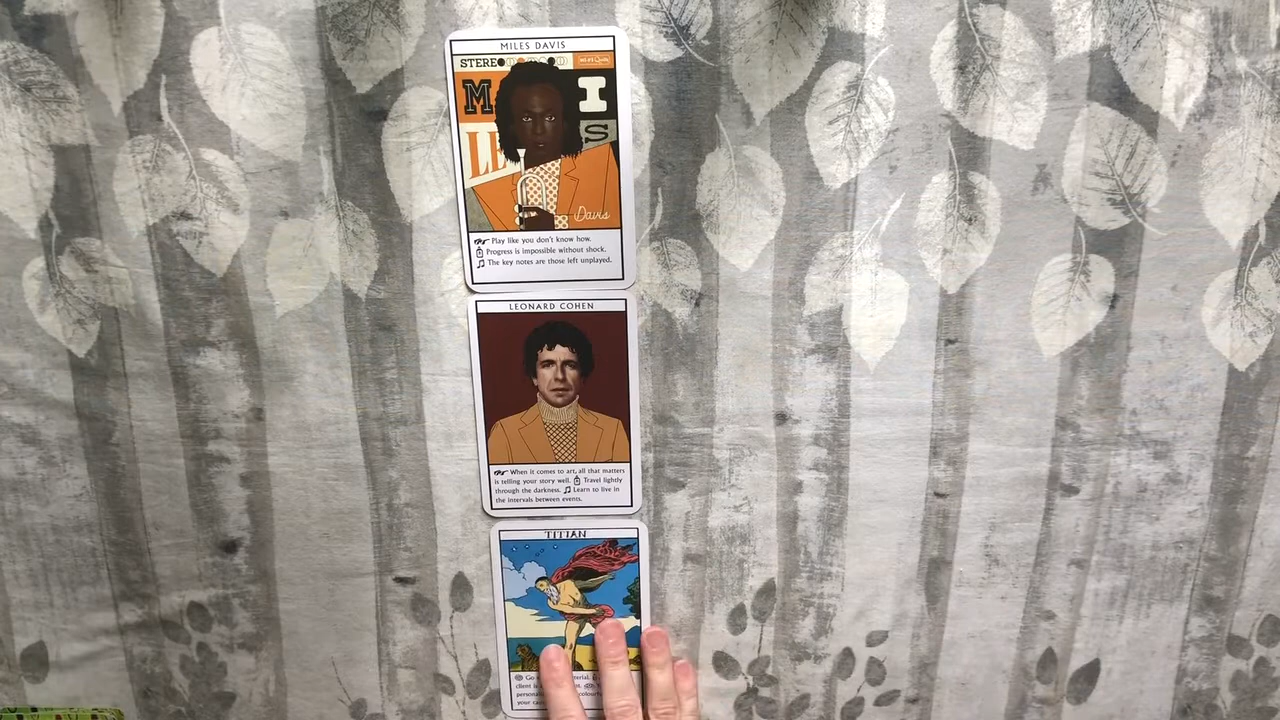 MILES DAVIS
STEREO
M I
LE S
Davis
Play like you don't know how.
Progress is impossible without shock.
The key notes are those left unplayed.
LEONARD COHEN
When it comes to art, all that matters
is telling your story well. Travel lightly
through the darkness. Learn to live in
the intervals between events.
TITIAN
Go
client is
your